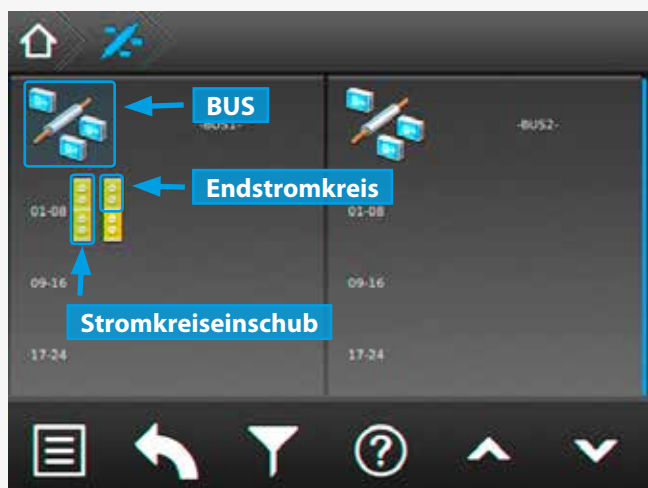 BUS
-BUS1-
-BUS2-
Endstromkreis
01-08
01-08
09-16
09-16
Stromkreiseinschub
17-24
17-24